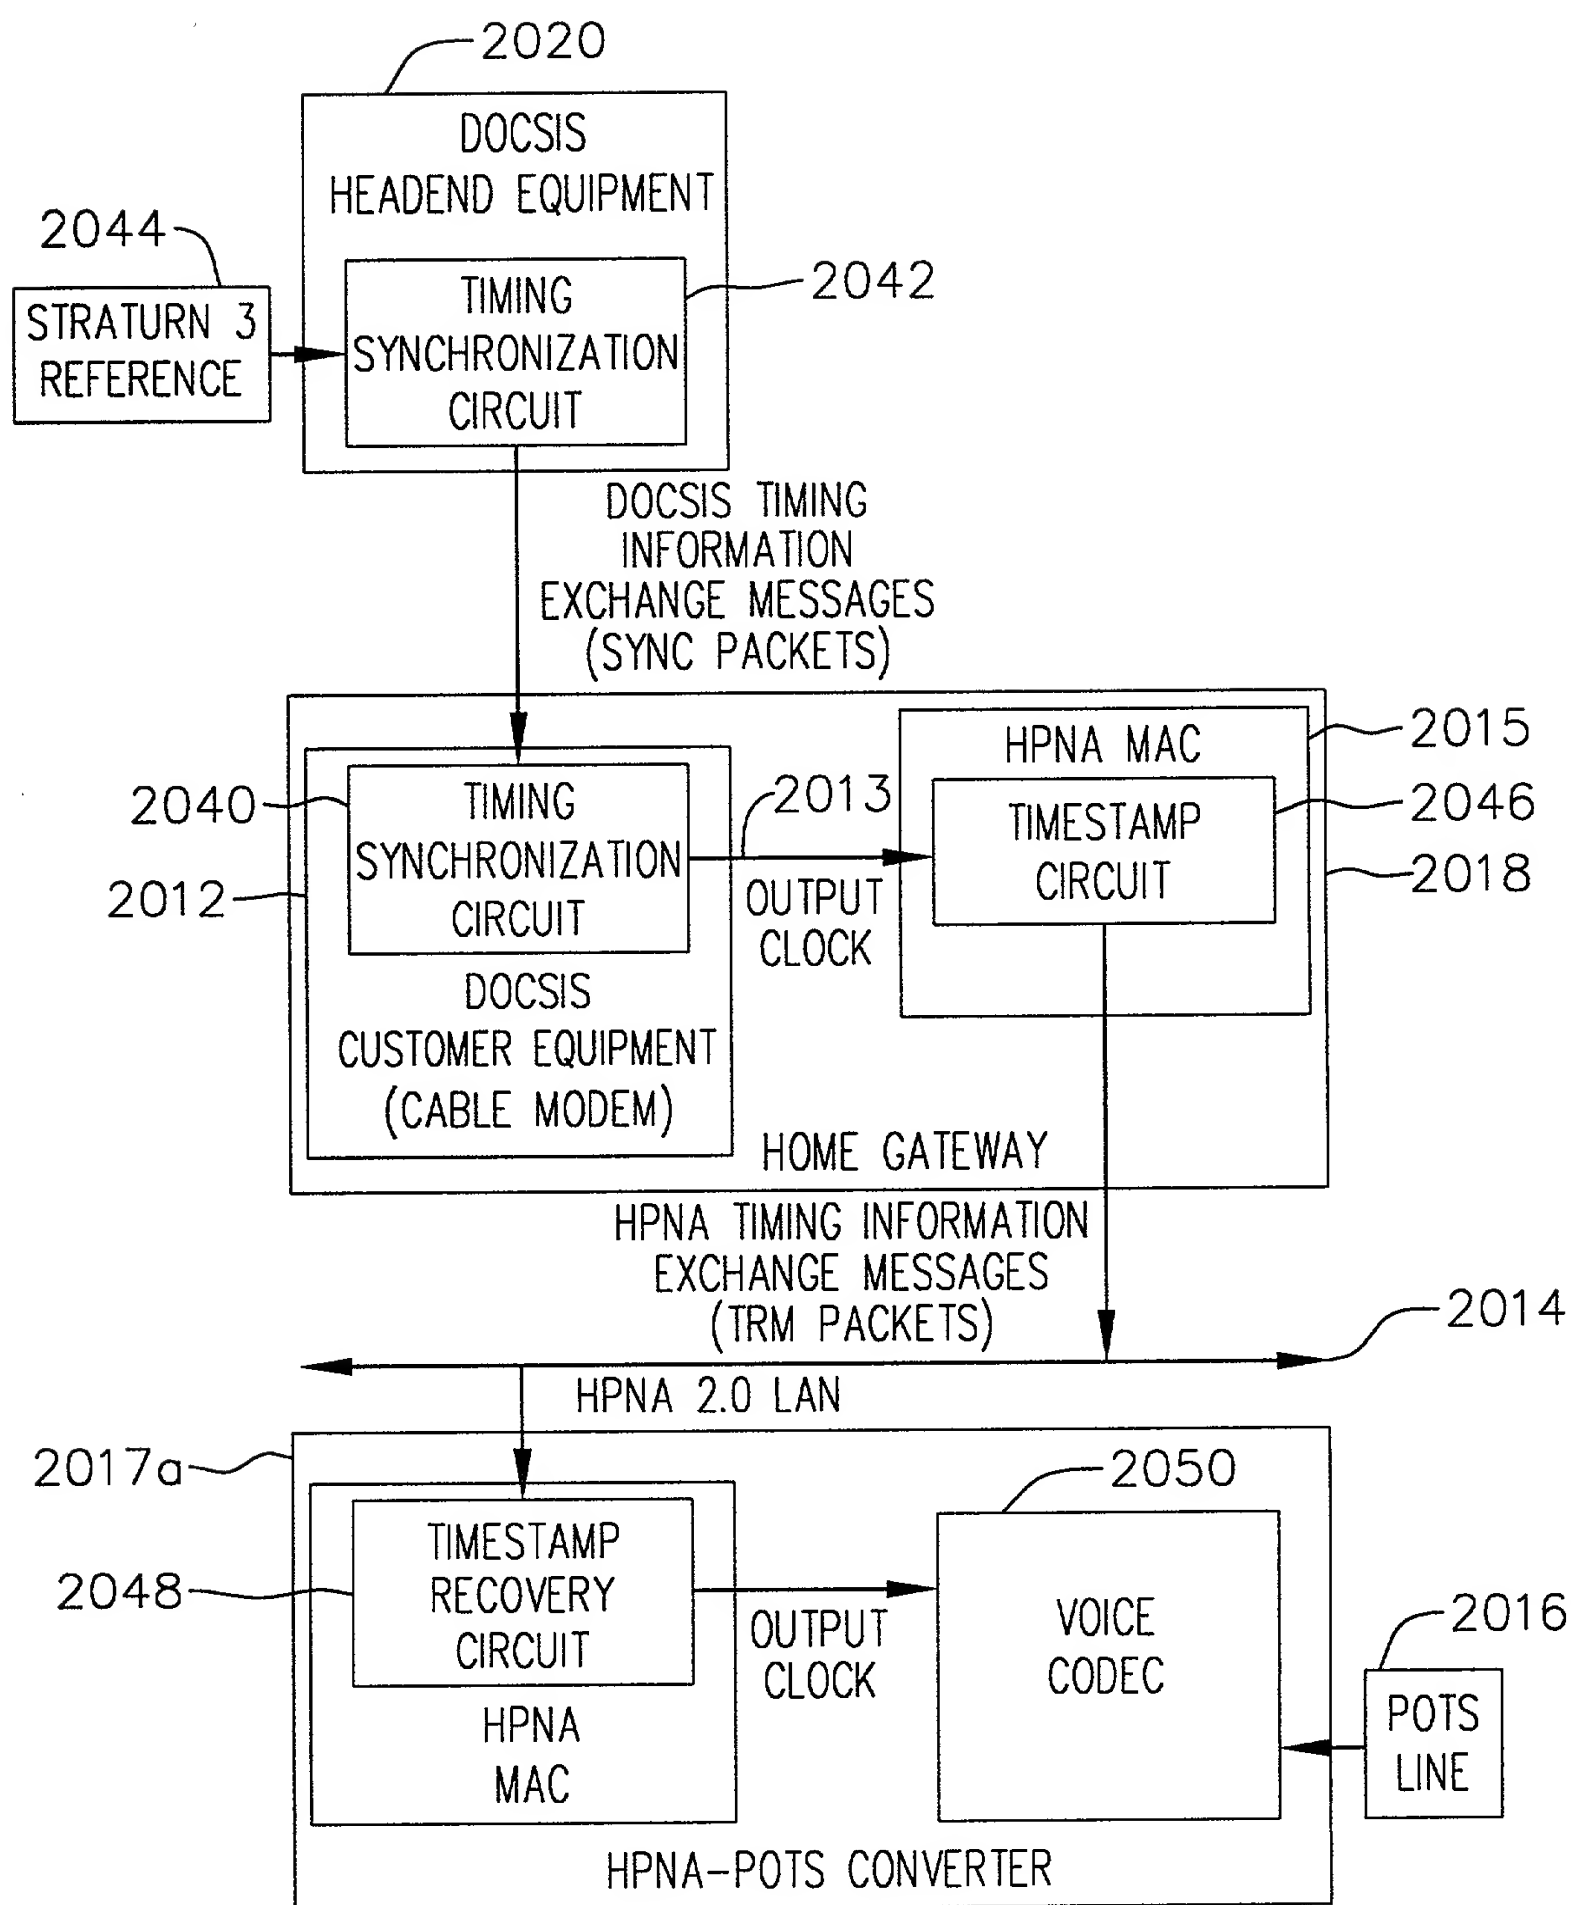 2020
DOCSIS
HEADEND EQUIPMENT
2044
STRATURN 3
REFERENCE
TIMING
SYNCHRONIZATION
CIRCUIT
2042
DOCSIS TIMING
INFORMATION
EXCHANGE MESSAGES
(SYNC PACKETS)
HPNA MAC
2015
2040
TIMING
SYNCHRONIZATION
CIRCUIT
2013
OUTPUT
CLOCK
TIMESTAMP
CIRCUIT
2046
2018
2012
DOCSIS
CUSTOMER EQUIPMENT
(CABLE MODEM)
HOME GATEWAY
HPNA TIMING INFORMATION
EXCHANGE MESSAGES
(TRM PACKETS)
2014
HPNA 2.0 LAN
2017a
2050
TIMESTAMP
RECOVERY
CIRCUIT
2048
OUTPUT
CLOCK
VOICE
CODEC
2016
POTS
LINE
HPNA
MAC
HPNA-POTS CONVERTER